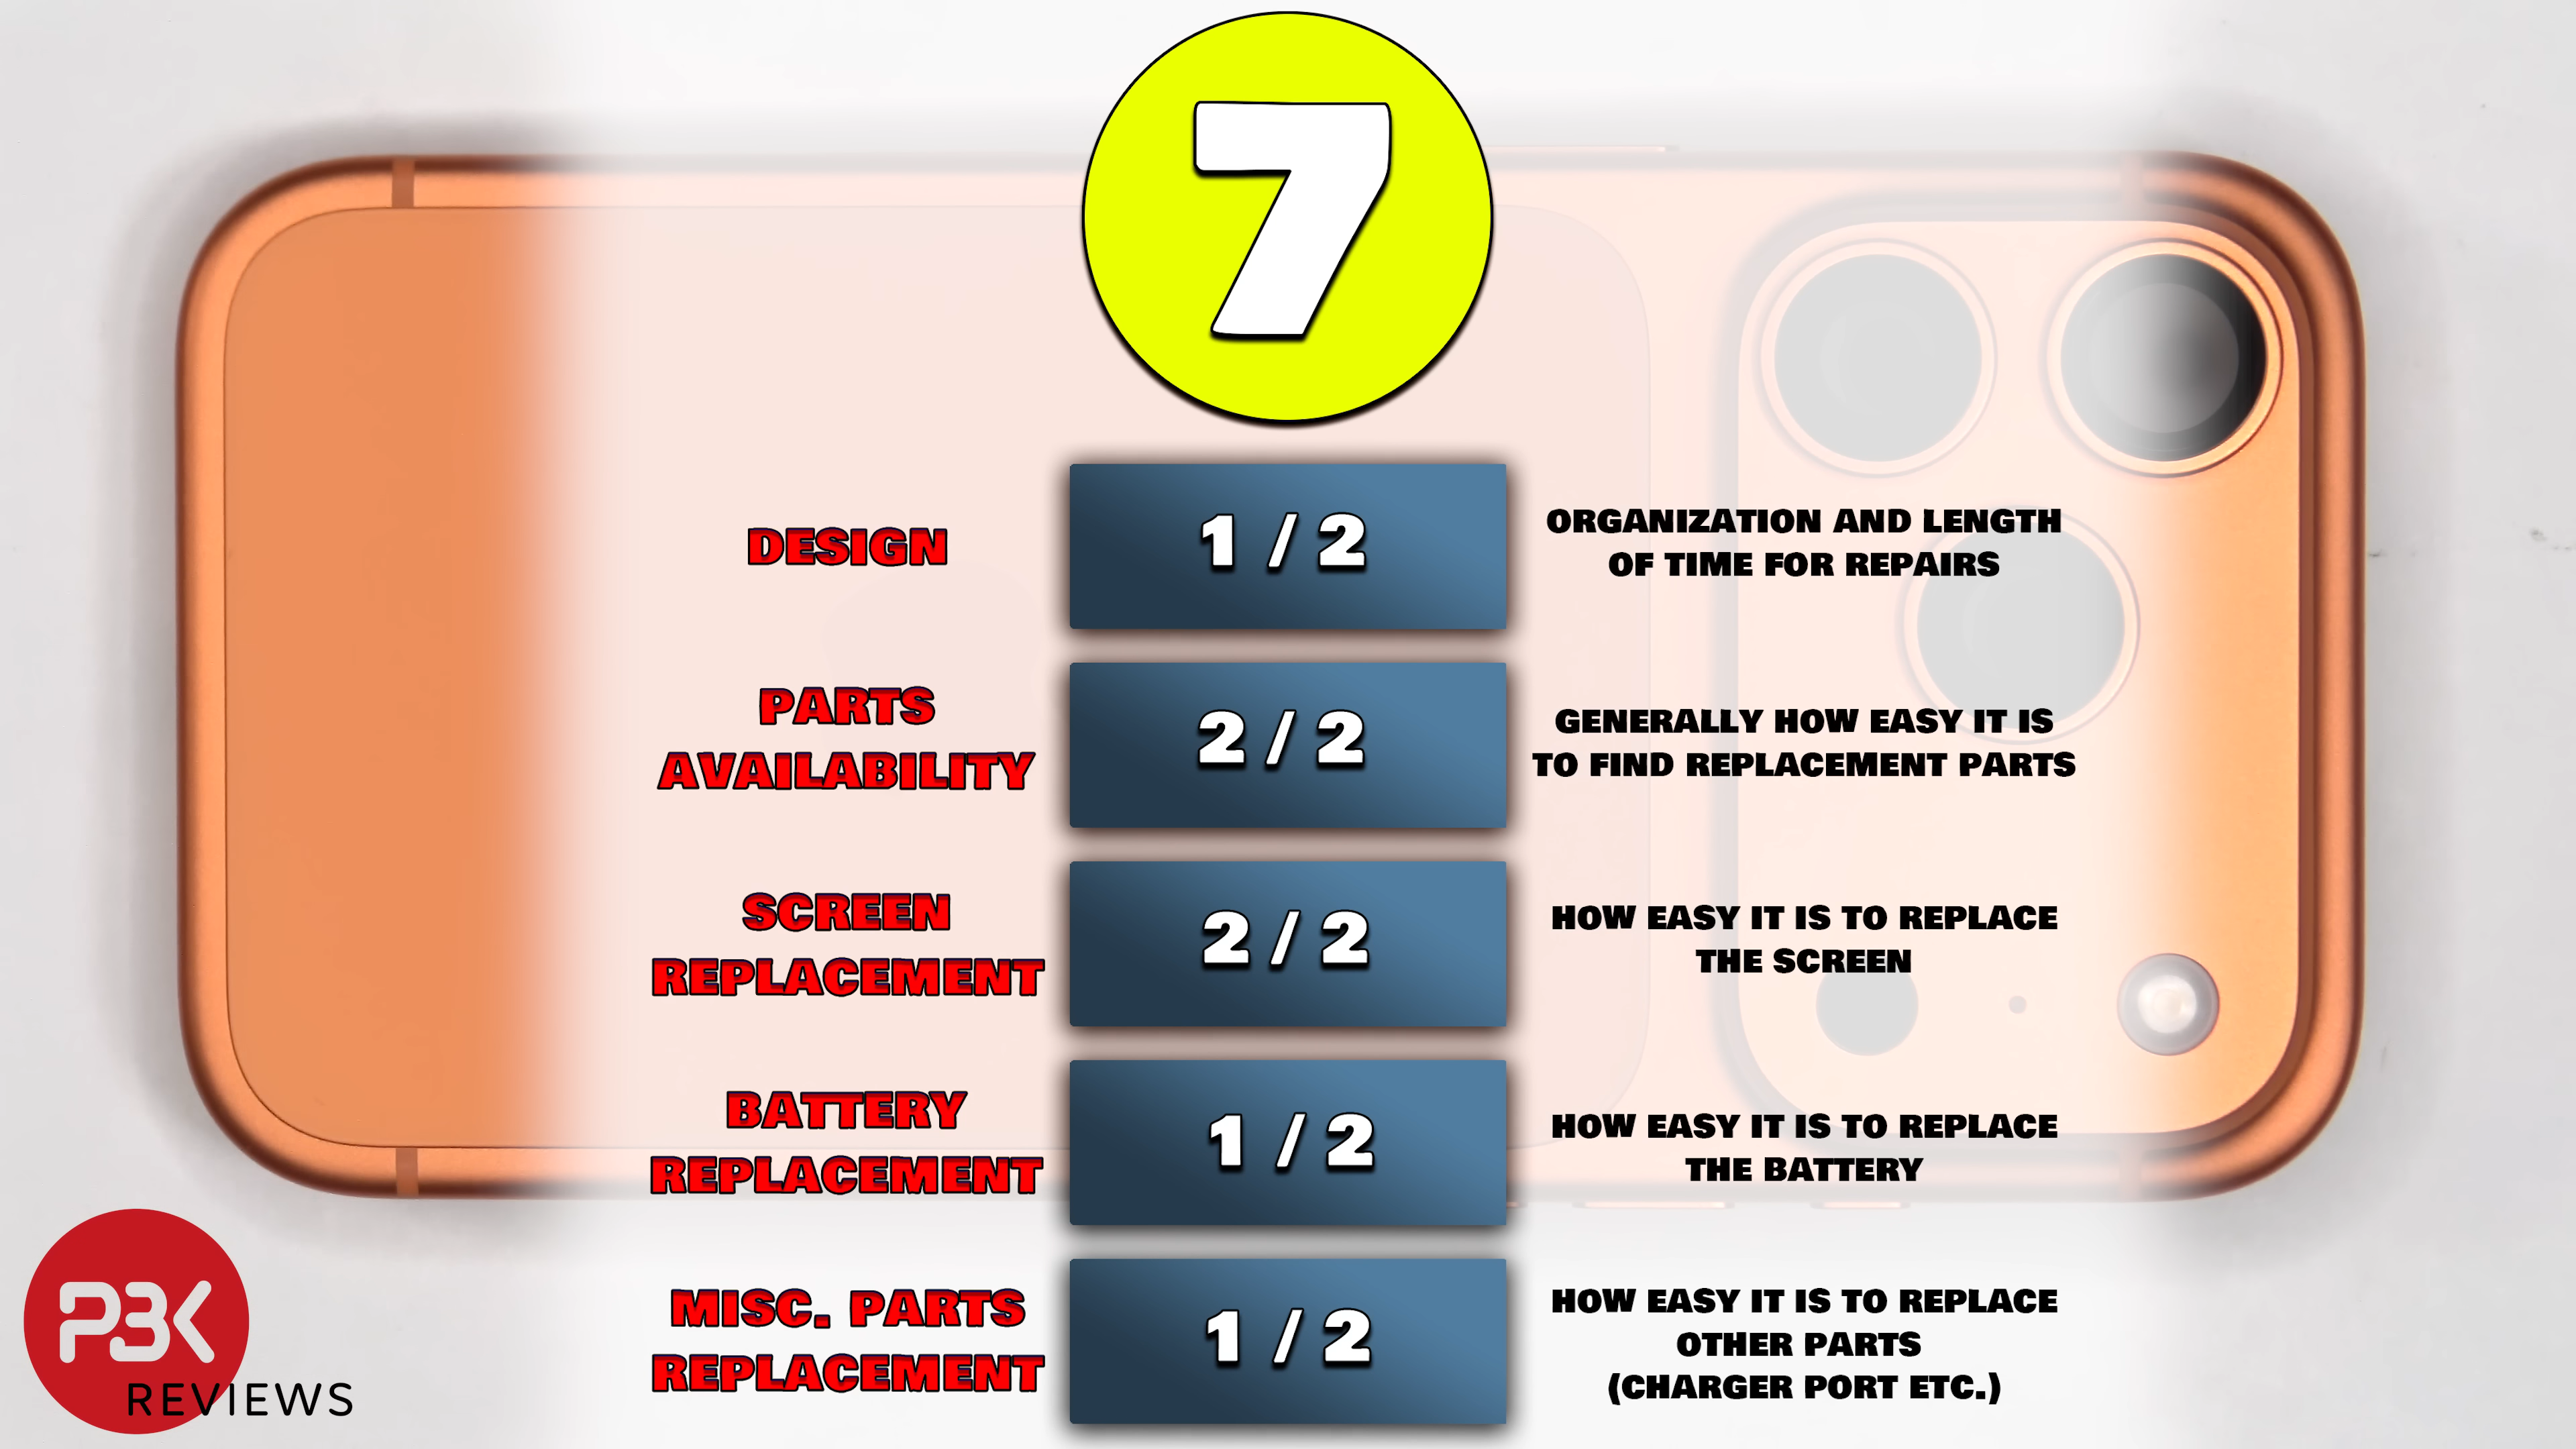 7
DESIGN
1 / 2
ORGANIZATION AND LENGTH
OF TIME FOR REPAIRS
PARTS
AVAILABILITY
2 / 2
GENERALLY HOW EASY IT IS
TO FIND REPLACEMENT PARTS
SCREEN
REPLACEMENT
2 / 2
HOW EASY IT IS TO REPLACE
THE SCREEN
BATTERY
REPLACEMENT
1 / 2
HOW EASY IT IS TO REPLACE
THE BATTERY
MISC. PARTS
REPLACEMENT
1 / 2
HOW EASY IT IS TO REPLACE
OTHER PARTS
(CHARGER PORT ETC.)
PBK
REVIEWS